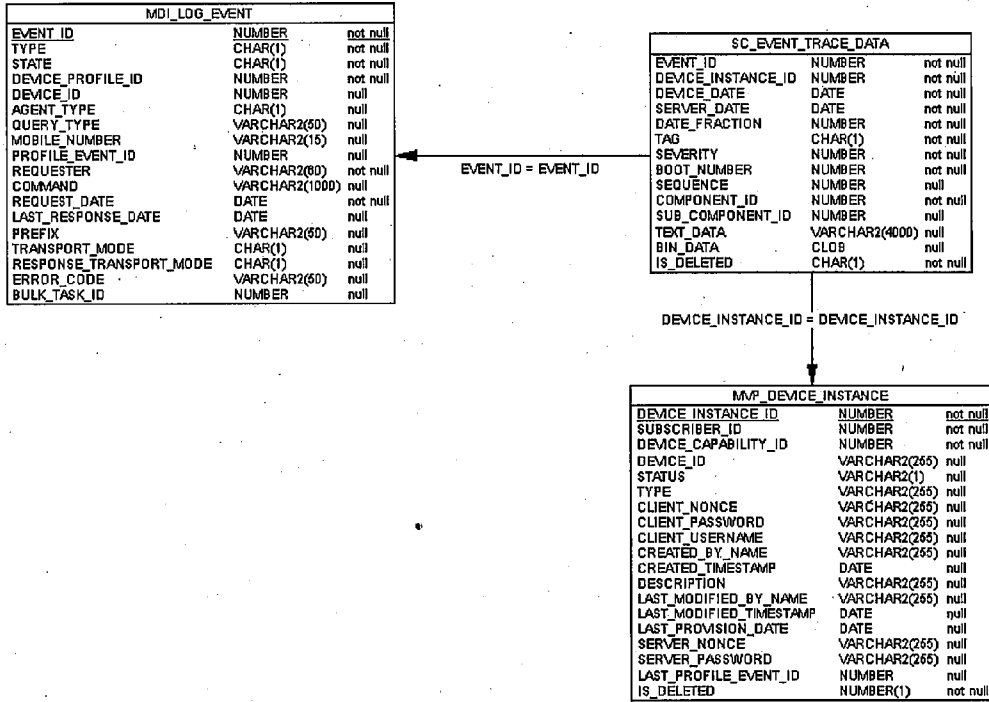 MDI_LOG_EVENT
EVENT_ID NUMBER not null
TYPE CHAR(1) not null
STATE CHAR(1) not null
DEVICE_PROFILE_ID NUMBER not null
DEVICE_ID NUMBER null
AGENT_TYPE CHAR(1) null
QUERY_TYPE VARCHAR2(50) null
MOBILE_NUMBER VARCHAR2(15) null
PROFILE_EVENT_ID NUMBER null
REQUESTER VARCHAR2(80) not null
COMMAND VARCHAR2(1000) null
REQUEST_DATE DATE not null
LAST_RESPONSE_DATE DATE null
PREFIX VARCHAR2(50) null
TRANSPORT_MODE CHAR(1) null
RESPONSE_TRANSPORT_MODE CHAR(1) null
ERROR_CODE VARCHAR2(50) null
BULK_TASK_ID NUMBER null
EVENT_ID = EVENT_ID
SC_EVENT_TRACE_DATA
EVENT_ID NUMBER not null
DEVICE_INSTANCE_ID NUMBER not null
DEVICE_DATE DATE not null
SERVER_DATE DATE not null
DATE_FRACTION NUMBER not null
TAG CHAR(1) not null
SEVERITY NUMBER not null
BOOT_NUMBER NUMBER not null
SEQUENCE NUMBER null
COMPONENT_ID NUMBER not null
SUB_COMPONENT_ID NUMBER null
TEXT_DATA VARCHAR2(4000) null
BIN_DATA CLOB null
IS_DELETED CHAR(1) not null
DEVICE_INSTANCE_ID = DEVICE_INSTANCE_ID
MVP_DEVICE_INSTANCE
DEVICE_INSTANCE_ID NUMBER not null
SUBSCRIBER_ID NUMBER not null
DEVICE_CAPABILITY_ID NUMBER not null
DEVICE_ID VARCHAR2(255) null
STATUS VARCHAR2(1) null
TYPE VARCHAR2(255) null
CLIENT_NONCE VARCHAR2(255) null
CLIENT_PASSWORD VARCHAR2(255) null
CLIENT_USERNAME VARCHAR2(255) null
CREATED_BY_NAME VARCHAR2(255) null
CREATED_TIMESTAMP DATE null
DESCRIPTION VARCHAR2(255) null
LAST_MODIFIED_BY_NAME VARCHAR2(255) null
LAST_MODIFIED_TIMESTAMP DATE null
LAST_PROVISION_DATE DATE null
SERVER_NONCE VARCHAR2(255) null
SERVER_PASSWORD VARCHAR2(255) null
LAST_PROFILE_EVENT_ID NUMBER null
IS_DELETED NUMBER(1) not null